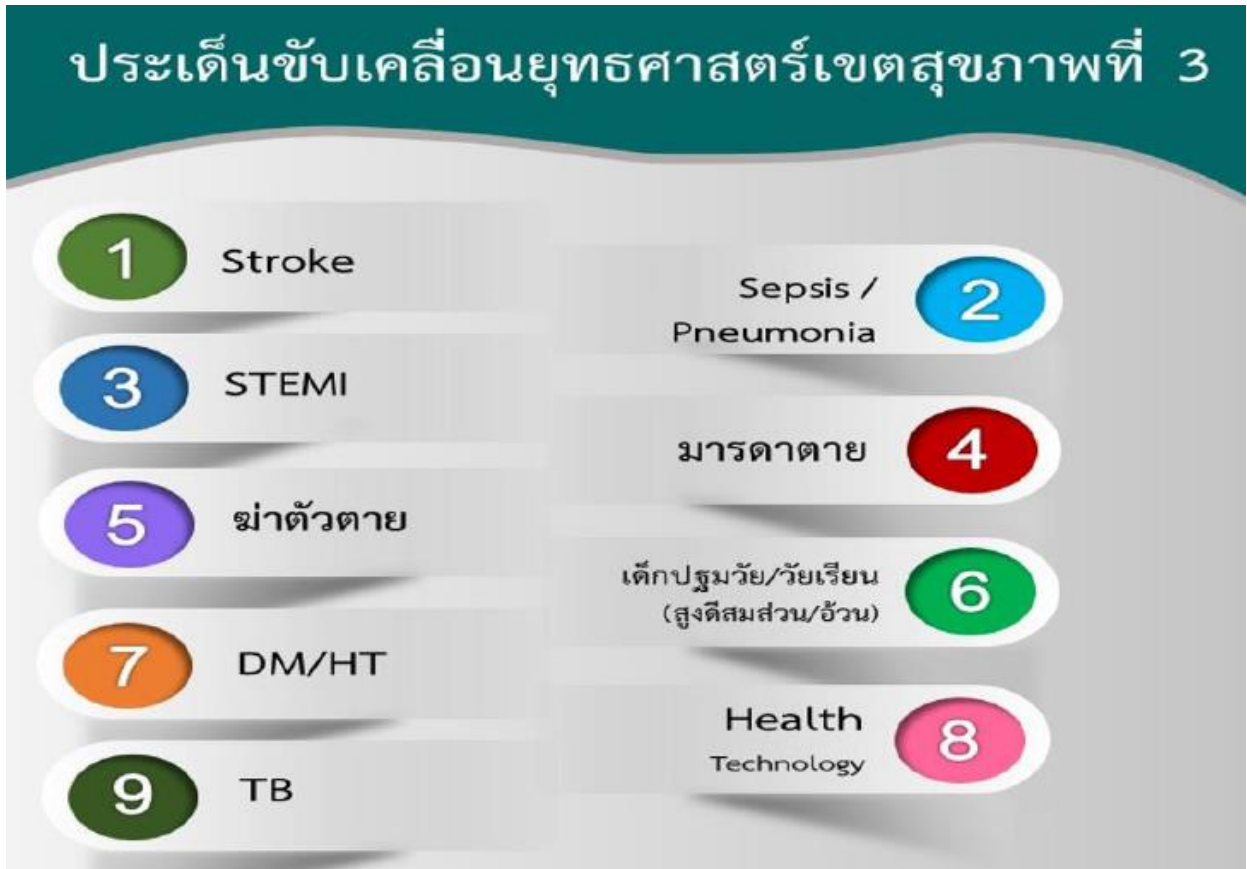 ประเด็นขับเคลื่อนยุทธศาสตร์เขตสุขภาพที่ 3
1 Stroke
Sepsis /
Pneumonia 2
3 STEMI
มารดาตาย 4
5 ฆ่าตัวตาย
เด็กปฐมวัย/วัยเรียน
(สูงดีสมส่วน/อ้วน) 6
7 DM/HT
Health
Technology 8
9 TB